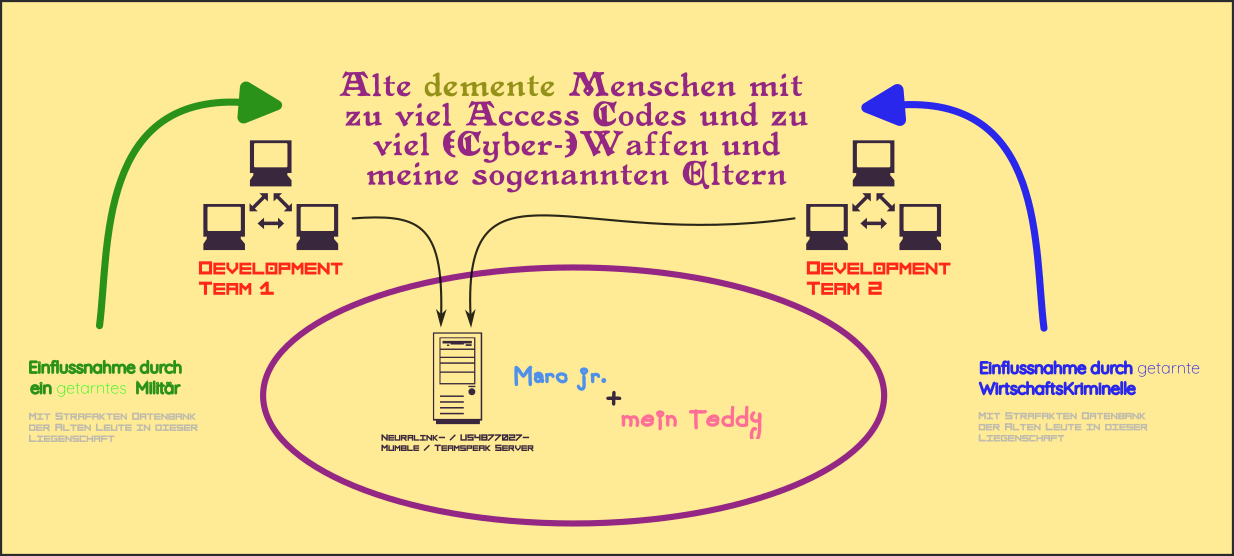 Alte demente Menschen mit
zu viel Access Codes und zu
viel (Cyber-)Waffen und
meine sogenannten Eltern
Development
Team 1
Development
Team 2
Einflussnahme durch
ein getarntes Militär
Mit Strafakten Datenbank
der Alten Leute in dieser
Liegenschaft
Einflussnahme durch getarnte
WirtschaftsKriminelle
Mit Strafakten Datenbank
der Alten Leute in dieser
Liegenschaft
Marc jr.
+
mein Teddy
Neuralink- / US4877027-
Mumble / Teamspeak Server